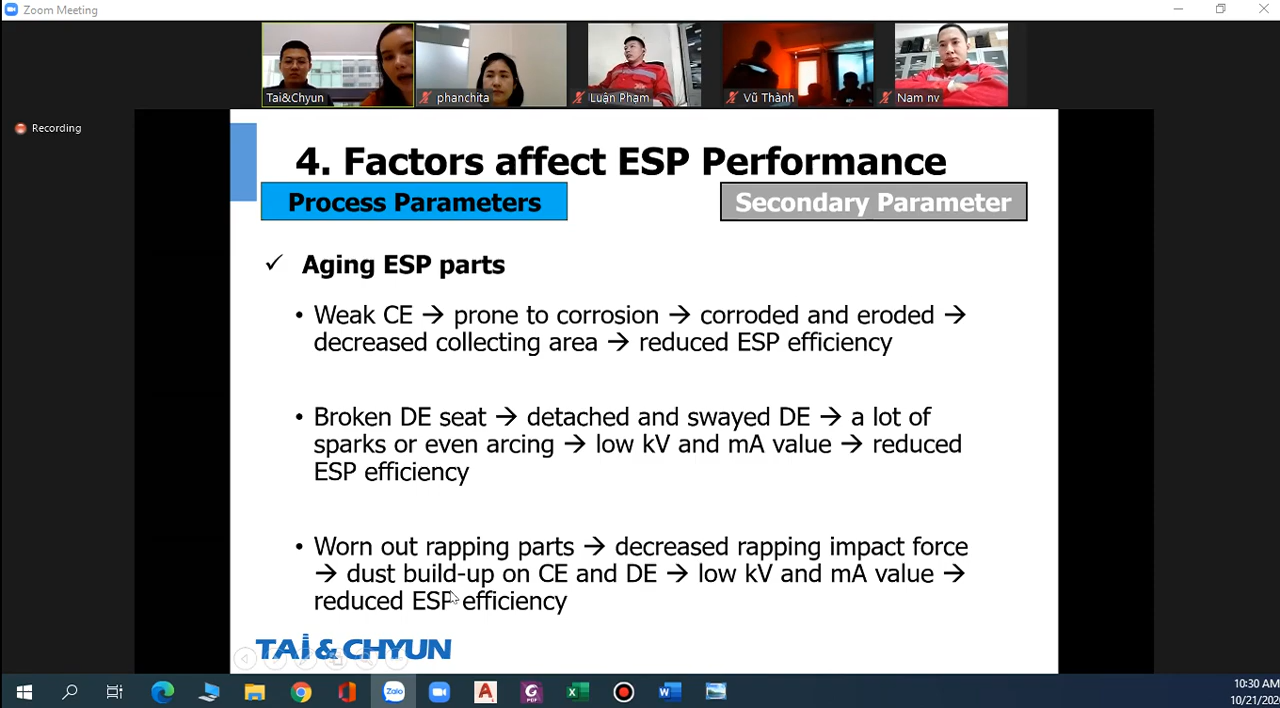 Zoom Meeting
Tai&Chyun
phanchita
Luận Phạm
Vũ Thành
Nam nv
Recording
4. Factors affect ESP Performance
Process Parameters
Secondary Parameter
✓ Aging ESP parts
• Weak CE → prone to corrosion → corroded and eroded →
decreased collecting area → reduced ESP efficiency
• Broken DE seat → detached and swayed DE → a lot of
sparks or even arcing → low kV and mA value → reduced
ESP efficiency
• Worn out rapping parts → decreased rapping impact force
→ dust build-up on CE and DE → low kV and mA value →
reduced ESP efficiency
TAI & CHYUN
Zalo
10:30 AM